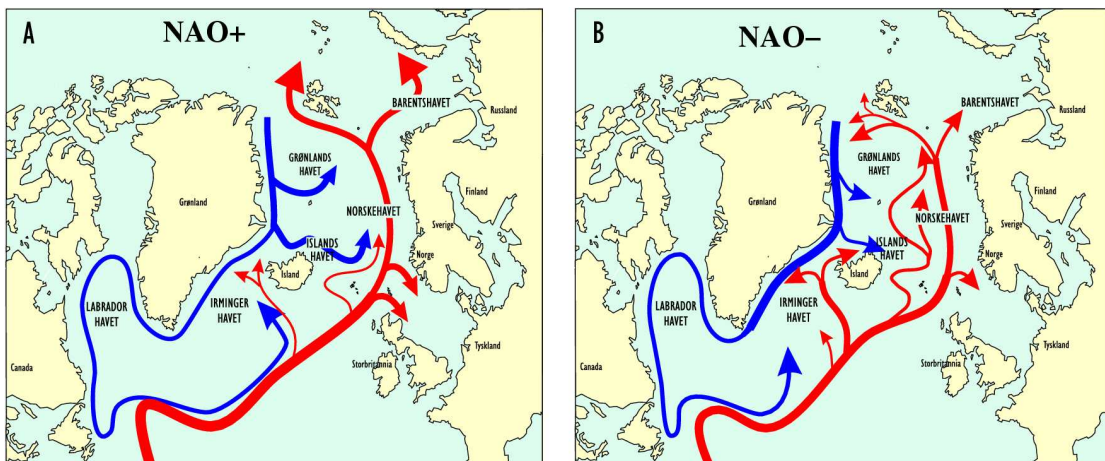 A
NAO+
BARENTSHAVET
Russland
GRØNLANDS
HAVET
Finland
Grønland
NORSKEHAVET
Sverige
ISLANDS
HAVET
Norge
Island
LABRADOR
HAVET
IRMINGER
HAVET
Tyskland
Canada
Storbritannia
B
NAO−
BARENTSHAVET
Russland
GRØNLANDS
HAVET
Finland
Grønland
NORSKEHAVET
Sverige
ISLANDS
HAVET
Norge
Island
LABRADOR
HAVET
IRMINGER
HAVET
Tyskland
Canada
Storbritannia